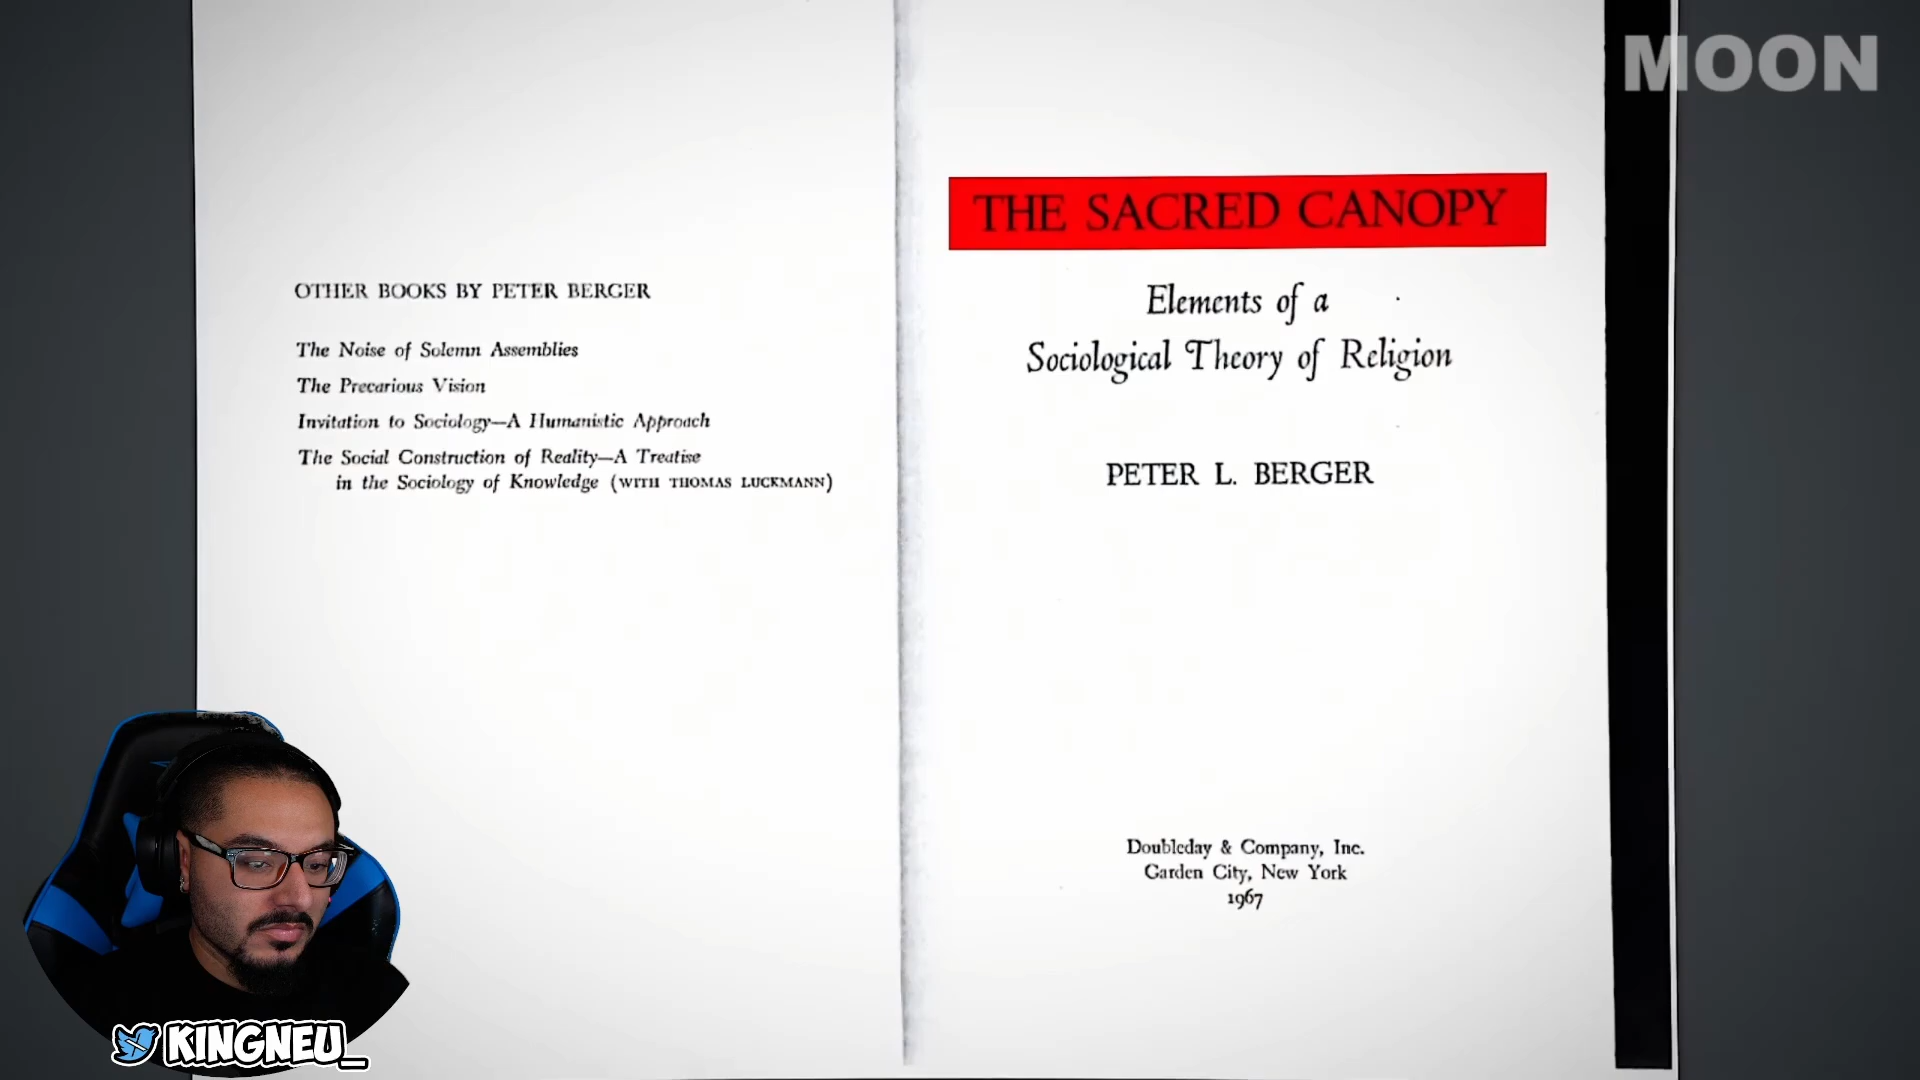 MOON
OTHER BOOKS BY PETER BERGER
The Noise of Solemn Assemblies
The Precarious Vision
Invitation to Sociology—A Humanistic Approach
The Social Construction of Reality—A Treatise
in the Sociology of Knowledge (WITH THOMAS LUCKMANN)
THE SACRED CANOPY
Elements of a
Sociological Theory of Religion
PETER L. BERGER
Doubleday & Company, Inc.
Garden City, New York
1967
KINGNEU_